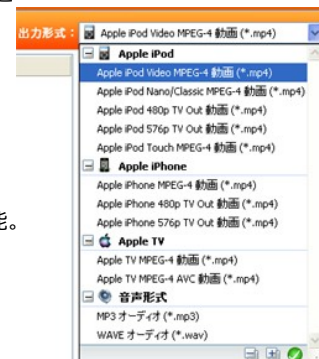 出力形式：
Apple iPod Video MPEG-4 動画 (*.mp4)
Apple iPod
Apple iPod Video MPEG-4 動画 (*.mp4)
Apple iPod Nano/Classic MPEG-4 動画 (*.mp4)
Apple iPod 480p TV Out 動画 (*.mp4)
Apple iPod 576p TV Out 動画 (*.mp4)
Apple iPod Touch MPEG-4 動画 (*.mp4)
Apple iPhone
Apple iPhone MPEG-4 動画 (*.mp4)
Apple iPhone 480p TV Out 動画 (*.mp4)
Apple iPhone 576p TV Out 動画 (*.mp4)
能。
Apple TV
Apple TV MPEG-4 動画 (*.mp4)
Apple TV MPEG-4 AVC 動画 (*.mp4)
音声形式
MP3 オーディオ (*.mp3)
WAVE オーディオ (*.wav)